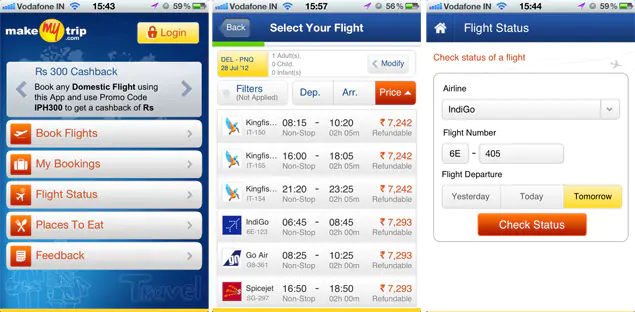 Vodafone IN 15:43 59%
make my trip .com
Login
Rs 300 Cashback
Book any Domestic Flight using
this App and use Promo Code
IPH300 to get a cashback of Rs
Book Flights
My Bookings
Flight Status
Places To Eat
Feedback
Travel
Vodafone IN 15:57 56%
Back Select Your Flight
DEL - PNQ
28 Jul '12
1 Adult(s),
0 Child,
0 Infant(s)
Modify
Filters
(Not Applied)
Dep. Arr. Price
Kingfis... 08:15 - 10:20 ₹ 7,242
IT-150 Non-Stop 02h 05m Refundable
Kingfis... 16:00 - 18:05 ₹ 7,242
IT-155 Non-Stop 02h 05m Refundable
Kingfis... 21:20 - 23:25 ₹ 7,242
IT-154 Non-Stop 02h 05m Refundable
IndiGo 06:45 - 08:45 ₹ 7,293
6E-123 Non-Stop 02h 00m Refundable
Go Air 08:25 - 10:25 ₹ 7,293
G8-361 Non-Stop 02h 00m Refundable
Spicejet 16:50 - 18:50 ₹ 7,293
SG-297 Non-Stop 02h 00m Refundable
Vodafone IN 15:44 59%
Flight Status
Check status of a flight
Airline
IndiGo
Flight Number
6E - 405
Flight Departure
Yesterday Today Tomorrow
Check Status